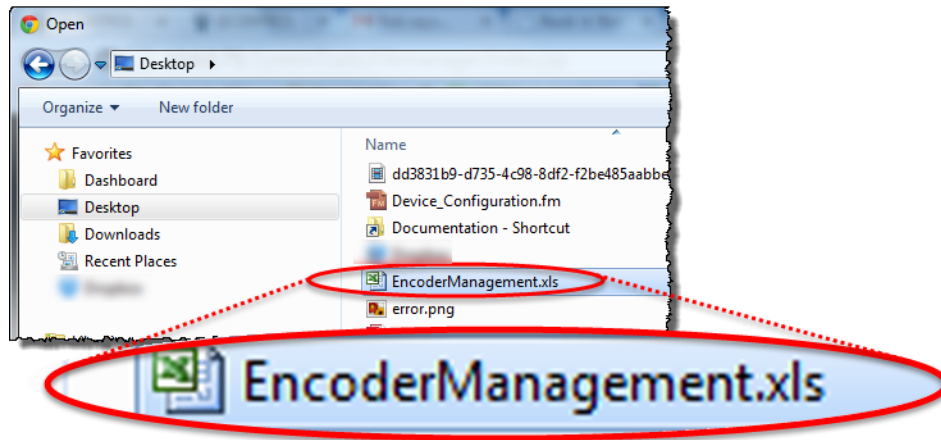 Open
Desktop
Organize
New folder
Favorites
Dashboard
Desktop
Downloads
Recent Places
Name
dd3831b9-d735-4c98-8df2-f2be485aabbe
Device_Configuration.fm
Documentation - Shortcut
EncoderManagement.xls
error.png
EncoderManagement.xls